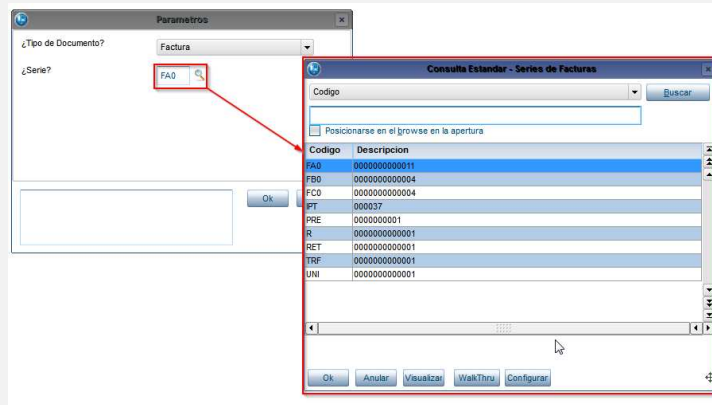 Parametros
¿Tipo de Documento? Factura
¿Serie? FA0
Ok
Consulta Estandar - Series de Facturas
Codigo Buscar
Posicionarse en el browse en la apertura
Codigo Descripcion
FA0 0000000000011
FB0 0000000000004
FC0 0000000000004
IPT 000037
PRE 0000000001
R 0000000000001
RET 0000000000001
TRF 0000000000001
UNI 0000000000001
Ok Anular Visualizar WalkThru Configurar